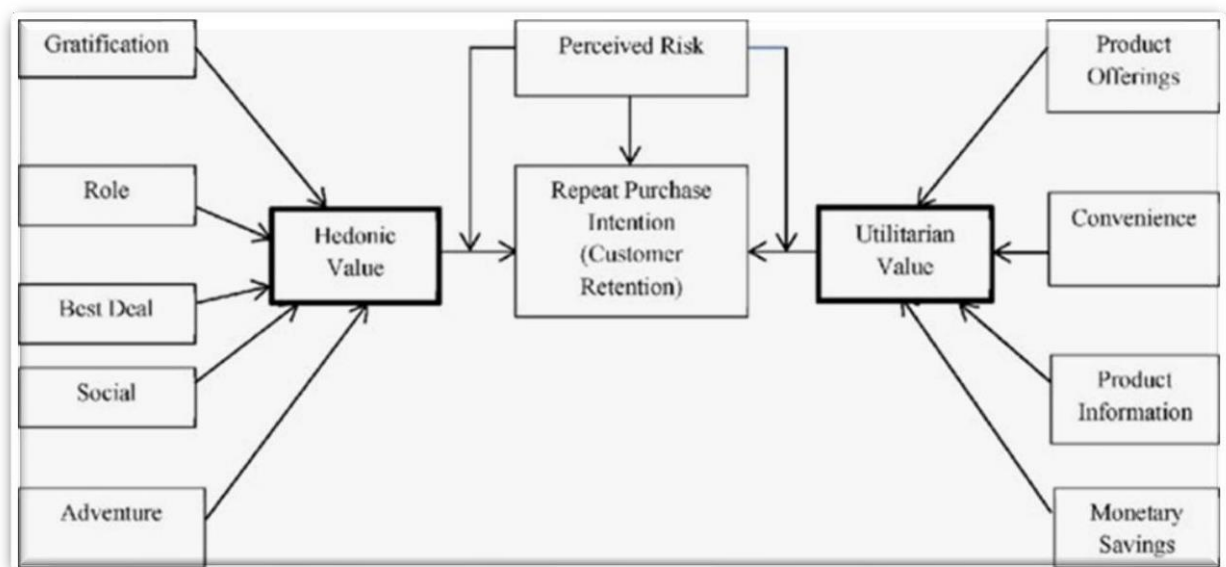 Gratification
Role
Best Deal
Social
Adventure
Hedonic
Value
Perceived Risk
Repeat Purchase
Intention
(Customer
Retention)
Utilitarian
Value
Product
Offerings
Convenience
Product
Information
Monetary
Savings